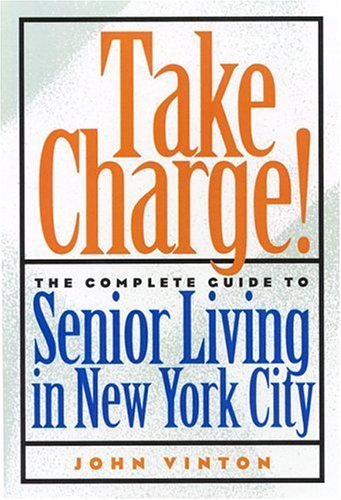 Take
Charge!
THE COMPLETE GUIDE TO
Senior Living
in New York City
JOHN VINTON